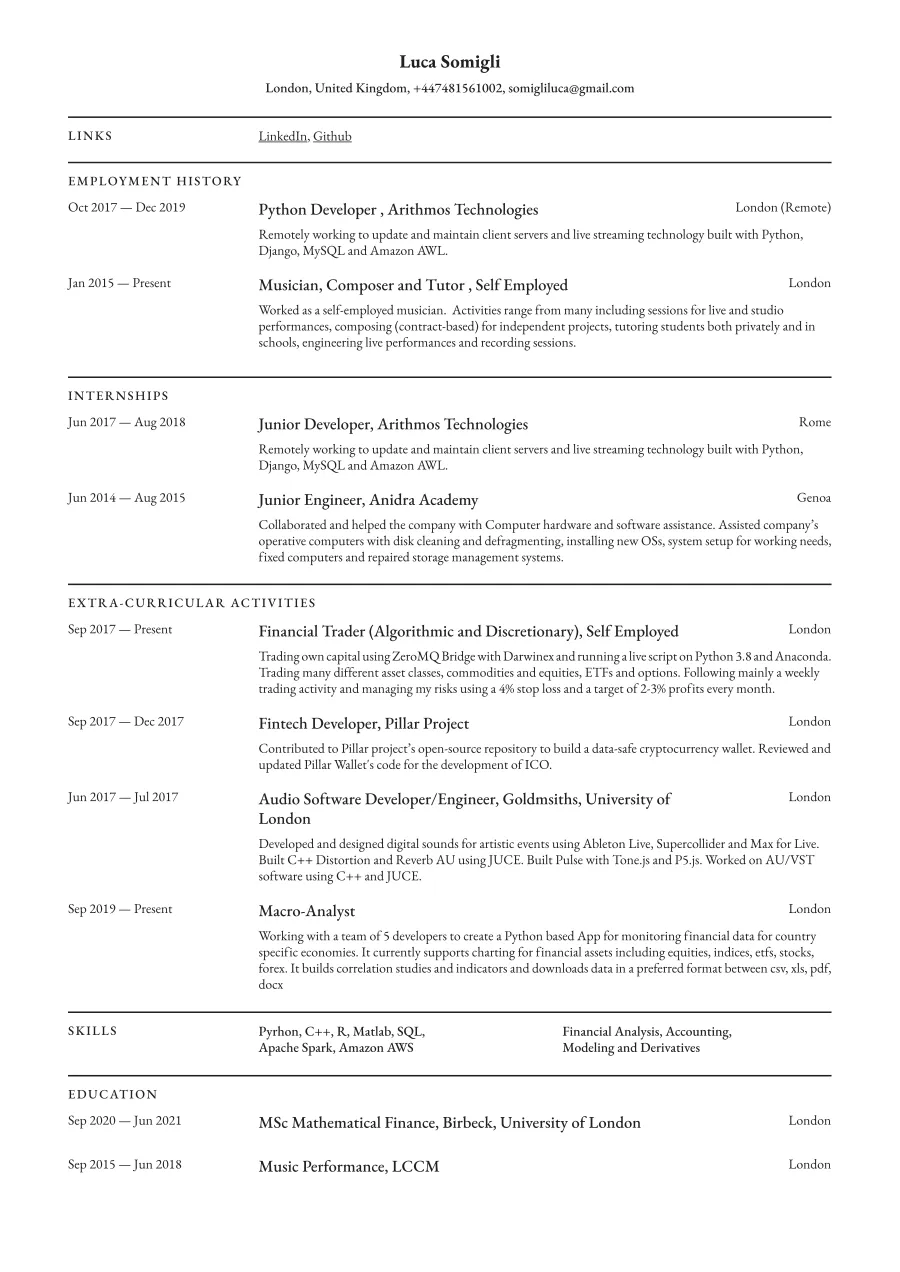 Luca Somigli
London, United Kingdom, +447481561002, somigliluca@gmail.com
LINKS
LinkedIn, Github
EMPLOYMENT HISTORY
Oct 2017 — Dec 2019
Python Developer , Arithmos Technologies
London (Remote)
Remotely working to update and maintain client servers and live streaming technology built with Python,
Django, MySQL and Amazon AWL.
Jan 2015 — Present
Musician, Composer and Tutor , Self Employed
London
Worked as a self-employed musician.  Activities range from many including sessions for live and studio
performances, composing (contract-based) for independent projects, tutoring students both privately and in
schools, engineering live performances and recording sessions.
INTERNSHIPS
Jun 2017 — Aug 2018
Junior Developer, Arithmos Technologies
Rome
Remotely working to update and maintain client servers and live streaming technology built with Python,
Django, MySQL and Amazon AWL.
Jun 2014 — Aug 2015
Junior Engineer, Anidra Academy
Genoa
Collaborated and helped the company with Computer hardware and software assistance. Assisted company’s
operative computers with disk cleaning and defragmenting, installing new OSs, system setup for working needs,
fixed computers and repaired storage management systems.
EXTRA-CURRICULAR ACTIVITIES
Sep 2017 — Present
Financial Trader (Algorithmic and Discretionary), Self Employed
London
Trading own capital using ZeroMQ Bridge with Darwinex and running a live script on Python 3.8 and Anaconda.
Trading many different asset classes, commodities and equities, ETFs and options. Following mainly a weekly
trading activity and managing my risks using a 4% stop loss and a target of 2-3% profits every month.
Sep 2017 — Dec 2017
Fintech Developer, Pillar Project
London
Contributed to Pillar project’s open-source repository to build a data-safe cryptocurrency wallet. Reviewed and
updated Pillar Wallet's code for the development of ICO.
Jun 2017 — Jul 2017
Audio Software Developer/Engineer, Goldmsiths, University of
London
London
Developed and designed digital sounds for artistic events using Ableton Live, Supercollider and Max for Live.
Built C++ Distortion and Reverb AU using JUCE. Built Pulse with Tone.js and P5.js. Worked on AU/VST
software using C++ and JUCE.
Sep 2019 — Present
Macro-Analyst
London
Working with a team of 5 developers to create a Python based App for monitoring financial data for country
specific economies. It currently supports charting for financial assets including equities, indices, etfs, stocks,
forex. It builds correlation studies and indicators and downloads data in a preferred format between csv, xls, pdf,
docx
SKILLS
Pyrhon, C++, R, Matlab, SQL,
Apache Spark, Amazon AWS
Financial Analysis, Accounting,
Modeling and Derivatives
EDUCATION
Sep 2020 — Jun 2021
MSc Mathematical Finance, Birbeck, University of London
London
Sep 2015 — Jun 2018
Music Performance, LCCM
London